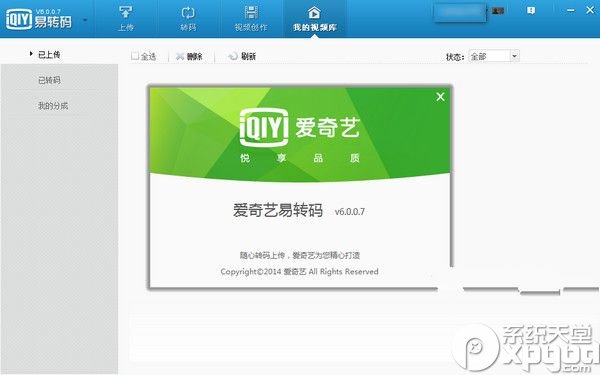 QIY 易转码 V6.0.0.7
上传
转码
视频创作
我的视频库
已上传
已转码
我的分成
全选
删除
刷新
状态: 全部
QIY 爱奇艺
悦享品质
爱奇艺易转码 v6.0.0.7
随心转码上传，爱奇艺为您精心打造
Copyright©2014 爱奇艺 All Rights Reserved
系统天堂